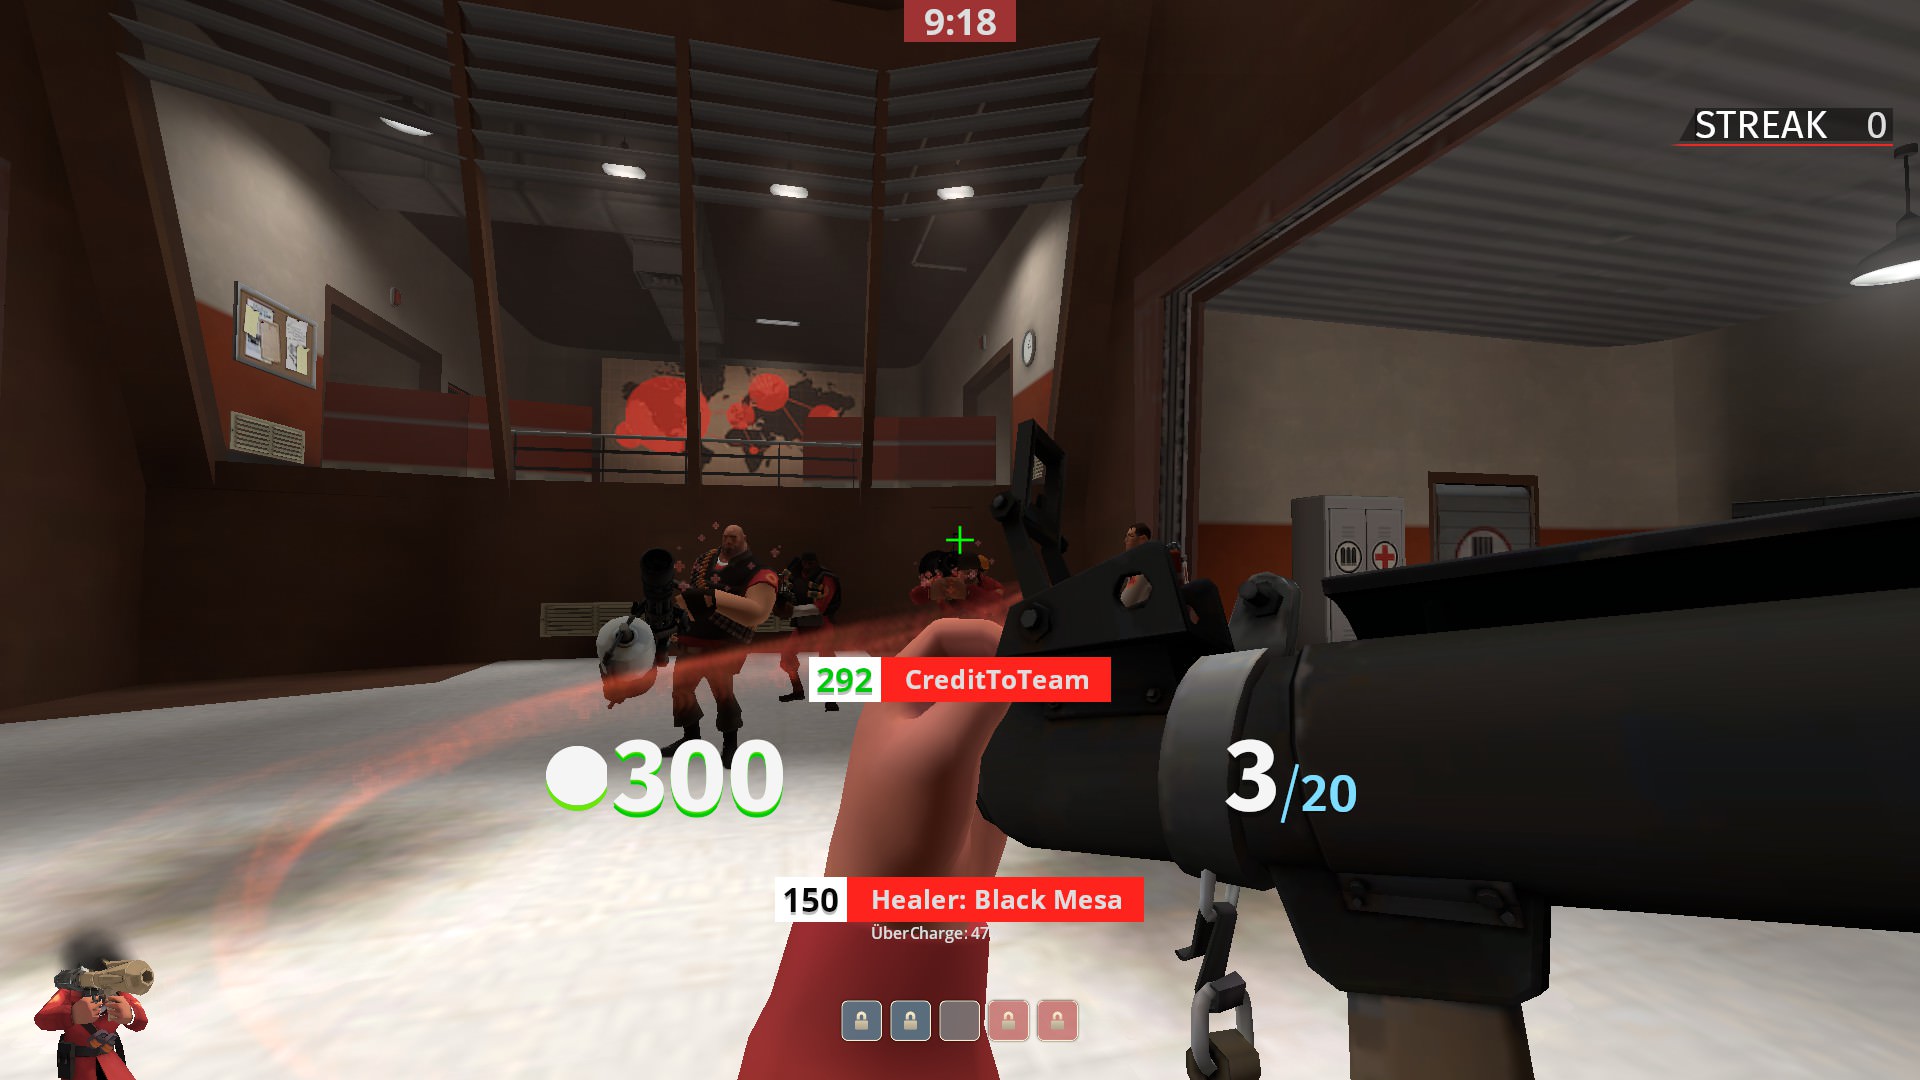 9:18
STREAK 0
292 CreditToTeam
300
3/20
150 Healer: Black Mesa
ÜberCharge: 47